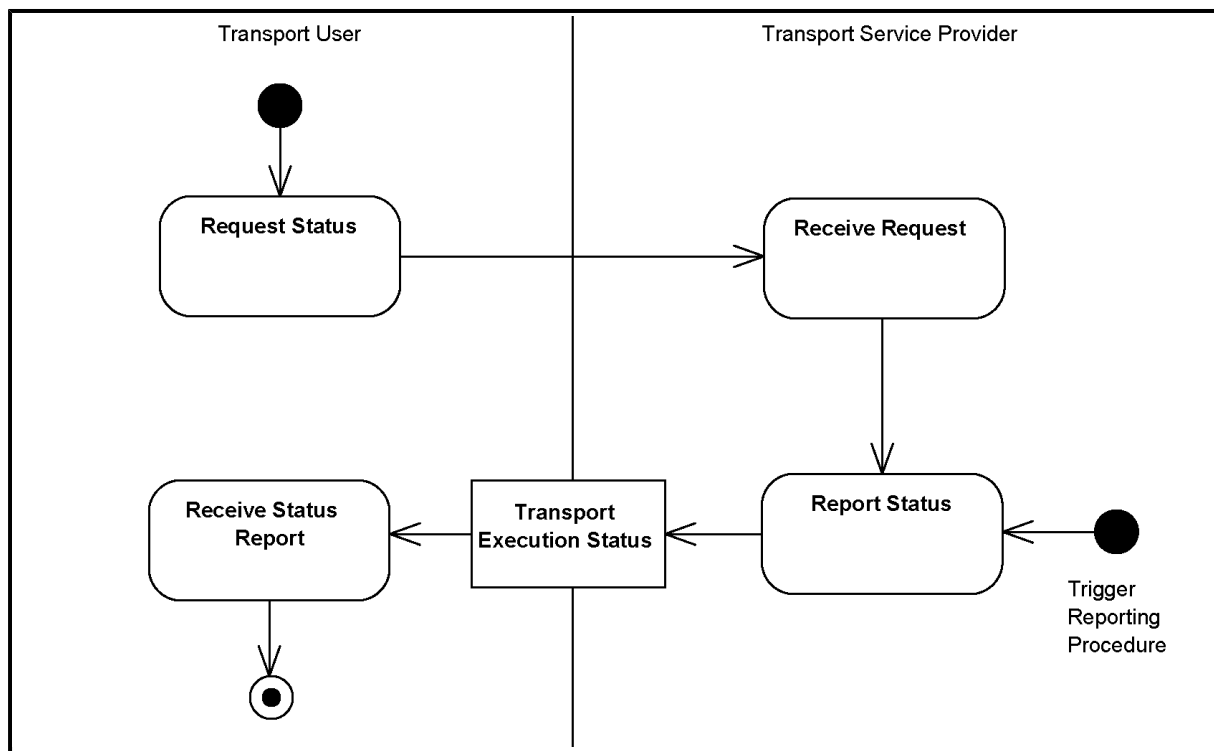 Transport User
Transport Service Provider
Request Status
Receive Request
Receive Status
Report
Transport
Execution Status
Report Status
Trigger
Reporting
Procedure